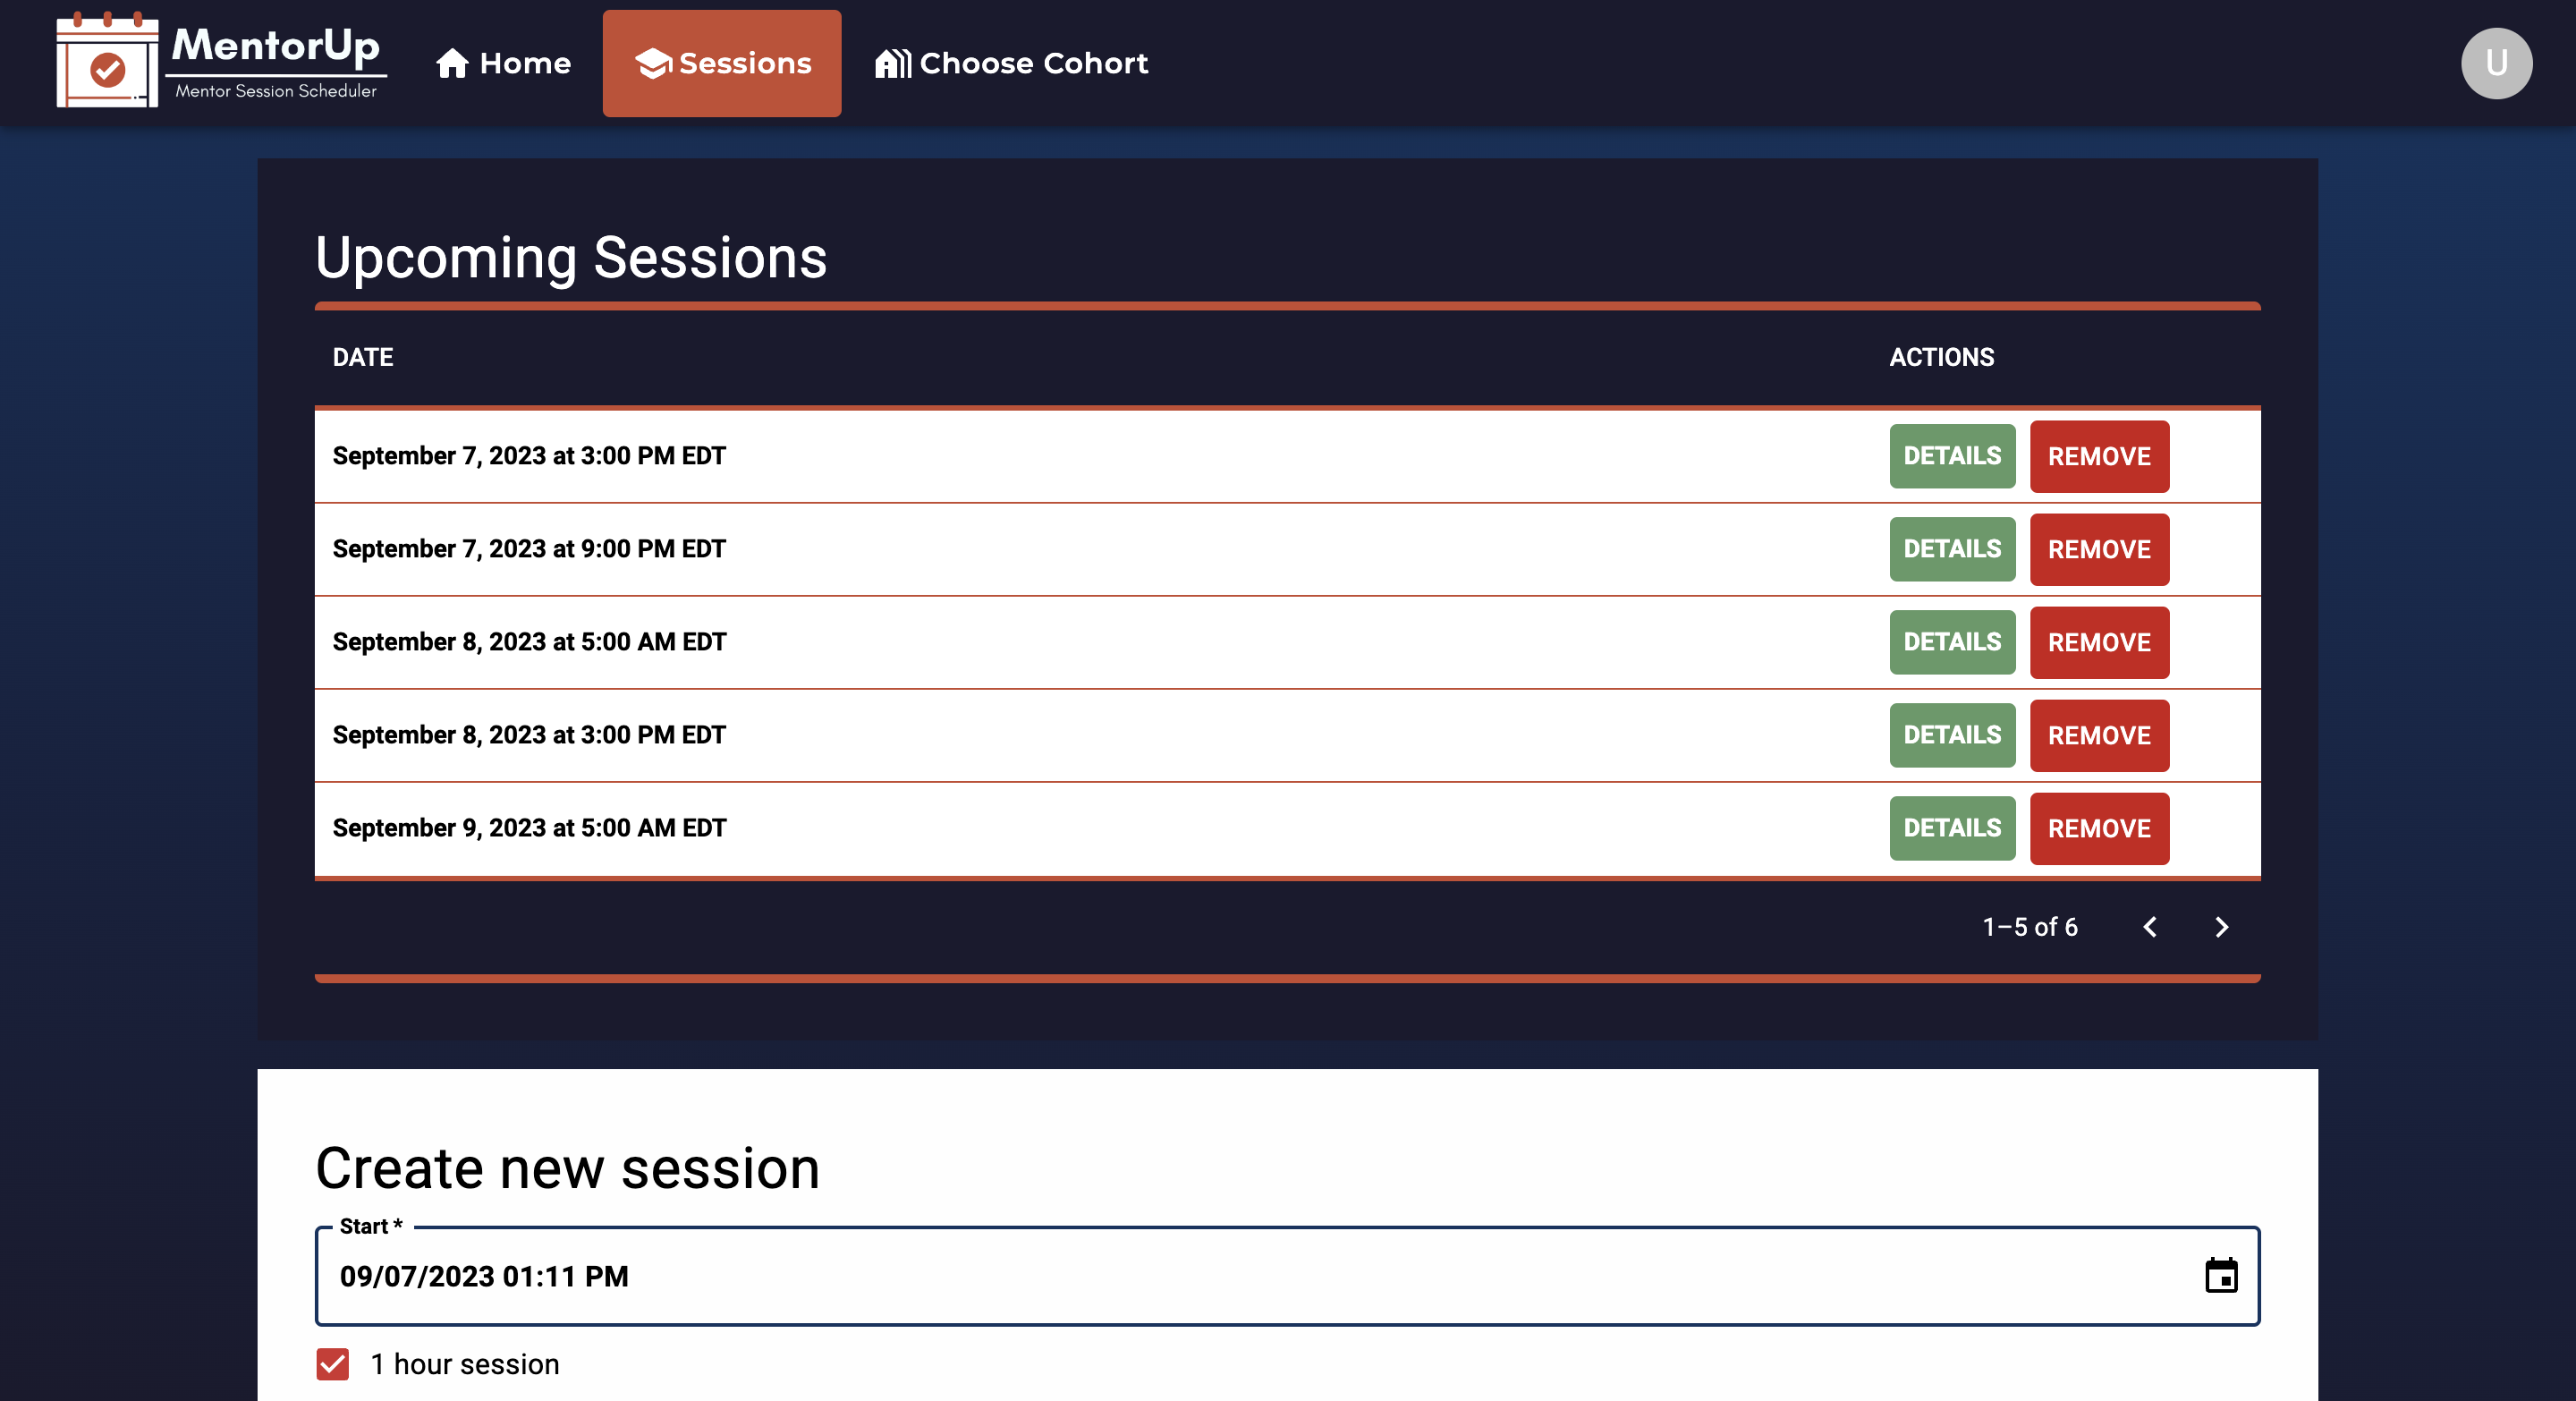 MentorUp
Mentor Session Scheduler
Home
Sessions
Choose Cohort
U
Upcoming Sessions
DATE ACTIONS
September 7, 2023 at 3:00 PM EDT DETAILS REMOVE
September 7, 2023 at 9:00 PM EDT DETAILS REMOVE
September 8, 2023 at 5:00 AM EDT DETAILS REMOVE
September 8, 2023 at 3:00 PM EDT DETAILS REMOVE
September 9, 2023 at 5:00 AM EDT DETAILS REMOVE
1–5 of 6
Create new session
Start *
09/07/2023 01:11 PM
1 hour session